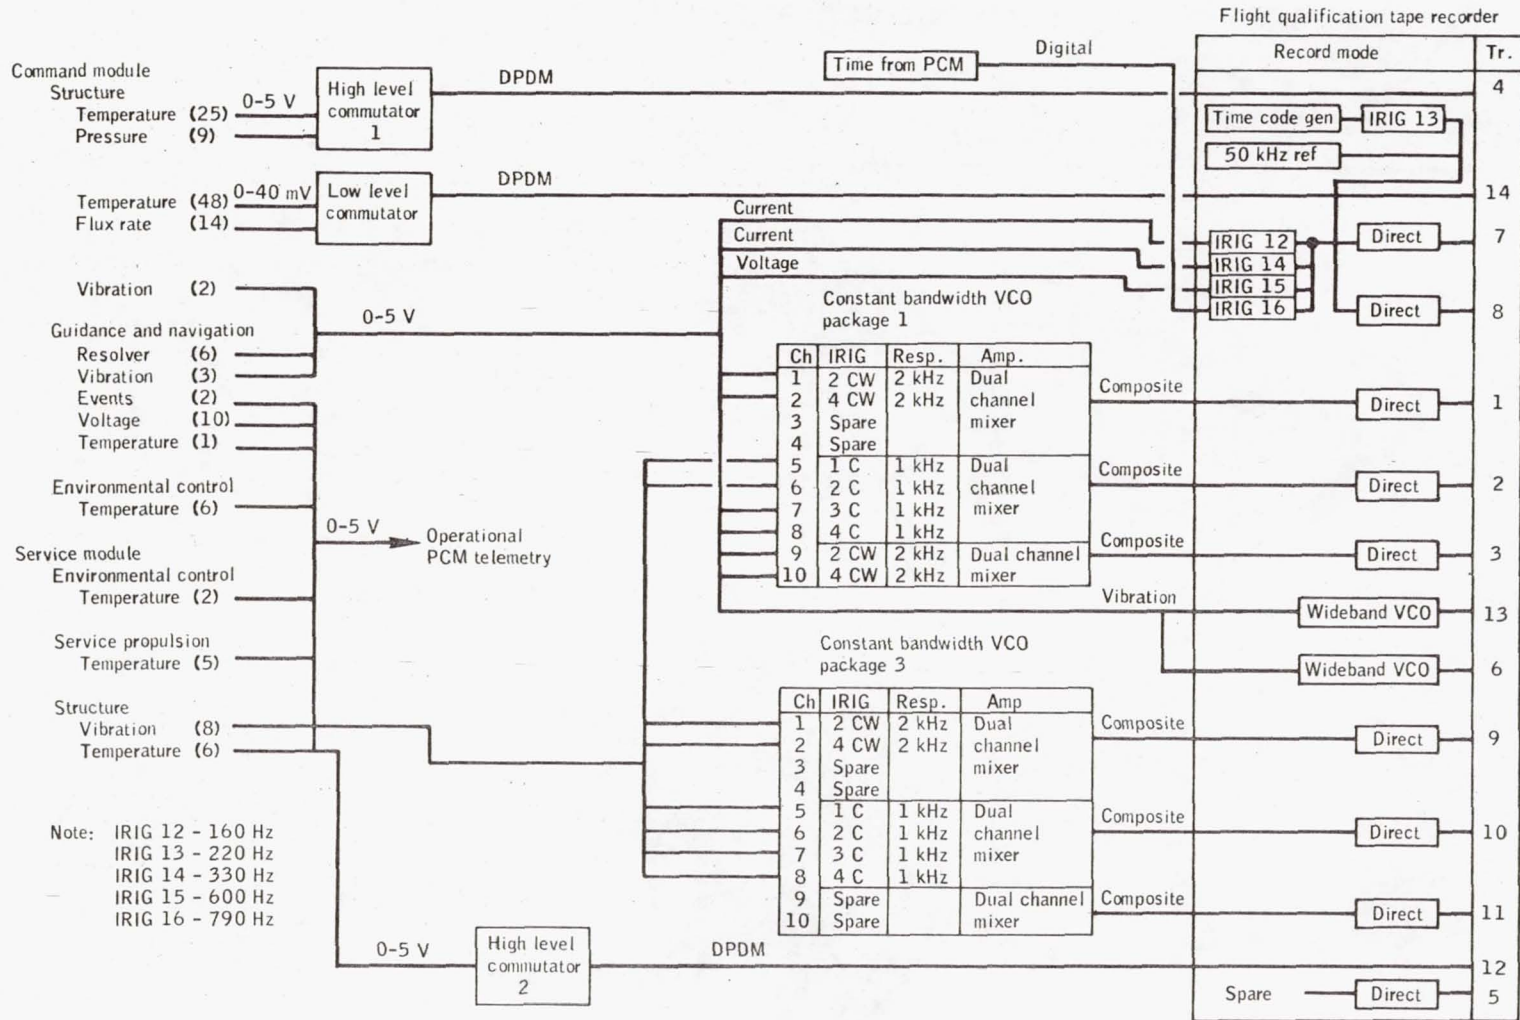 Flight qualification tape recorder
Record mode
Tr.
Command module
Structure
Temperature (25)
Pressure (9)
0-5 V
High level
commutator
1
DPDM
Time from PCM
Digital
4
Time code gen
IRIG 13
50 kHz ref
Temperature (48)
Flux rate (14)
0-40 mV
Low level
commutator
DPDM
14
Current
Current
Voltage
IRIG 12
IRIG 14
IRIG 15
IRIG 16
Direct
7
Direct
8
Vibration (2)
Guidance and navigation
Resolver (6)
Vibration (3)
Events (2)
Voltage (10)
Temperature (1)
0-5 V
Environmental control
Temperature (6)
0-5 V
Operational
PCM telemetry
Service module
Environmental control
Temperature (2)
Service propulsion
Temperature (5)
Structure
Vibration (8)
Temperature (6)
Constant bandwidth VCO
package 1
Ch IRIG Resp. Amp.
1 2 CW 2 kHz Dual
2 4 CW 2 kHz channel
3 Spare mixer
4 Spare
5 1 C 1 kHz Dual
6 2 C 1 kHz channel
7 3 C 1 kHz mixer
8 4 C 1 kHz
9 2 CW 2 kHz Dual channel
10 4 CW 2 kHz mixer
Composite
Direct
1
Composite
Direct
2
Composite
Direct
3
Vibration
Wideband VCO
13
Wideband VCO
6
Constant bandwidth VCO
package 3
Ch IRIG Resp. Amp
1 2 CW 2 kHz Dual
2 4 CW 2 kHz channel
3 Spare mixer
4 Spare
5 1 C 1 kHz Dual
6 2 C 1 kHz channel
7 3 C 1 kHz mixer
8 4 C 1 kHz
9 Spare Dual channel
10 Spare mixer
Composite
Direct
9
Composite
Direct
10
Composite
Direct
11
Note: IRIG 12 - 160 Hz
IRIG 13 - 220 Hz
IRIG 14 - 330 Hz
IRIG 15 - 600 Hz
IRIG 16 - 790 Hz
0-5 V
High level
commutator
2
DPDM
12
Spare
Direct
5